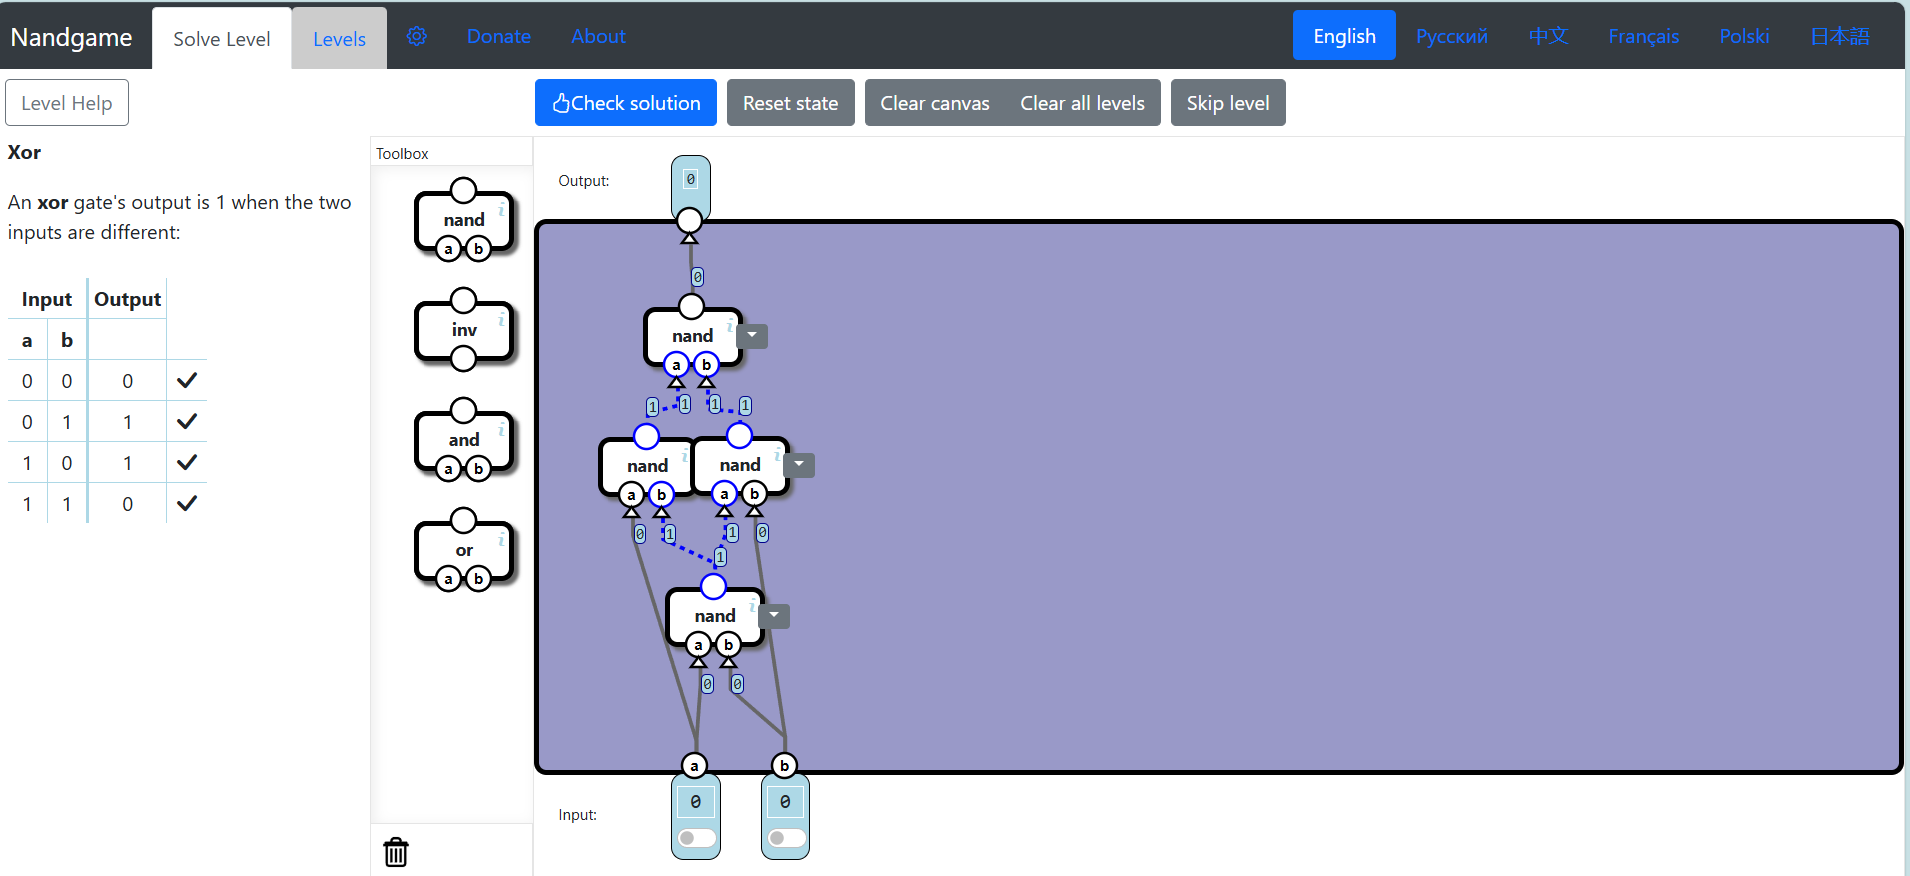 Nandgame
Solve Level
Levels
Donate
About
English
Русский
中文
Français
Polski
日本語
Level Help
Check solution
Reset state
Clear canvas
Clear all levels
Skip level
Xor
An xor gate's output is 1 when the two
inputs are different:
Input Output
a b
0 0 0
0 1 1
1 0 1
1 1 0
Toolbox
nand
i
a b
inv
i
and
i
a b
or
i
a b
Output:
0
0
nand
i
a b
1 1 1 1
nand
i
a b
nand
i
a b
0 1 1 0
1
nand
i
a b
0 0
a b
Input:
0 0